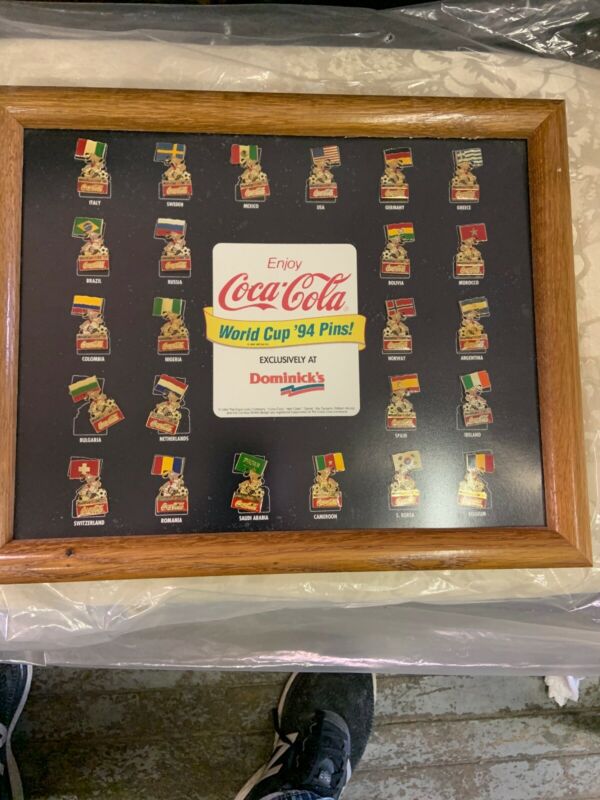 ITALY
SWEDEN
MEXICO
USA
GERMANY
GREECE
BRAZIL
RUSSIA
BOLIVIA
MOROCCO
Enjoy
Coca-Cola
World Cup '94 Pins!
EXCLUSIVELY AT
Dominick's
COLOMBIA
NIGERIA
NORWAY
ARGENTINA
BULGARIA
NETHERLANDS
SPAIN
IRELAND
SWITZERLAND
ROMANIA
SAUDI ARABIA
CAMEROON
S. KOREA
BELGIUM